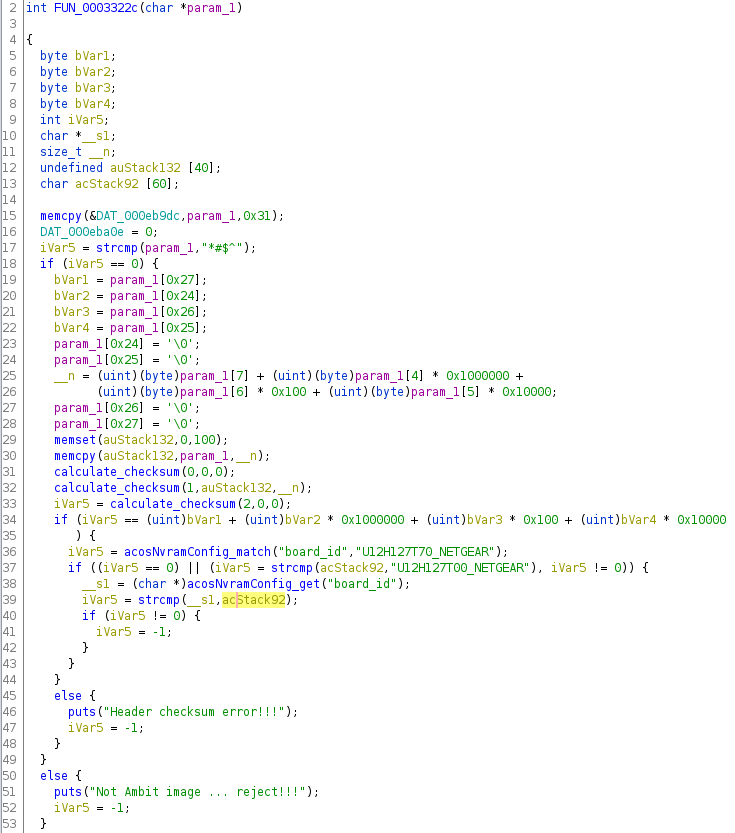 2 int FUN_0003322c(char *param_1)
3
4 {
5 byte bVar1;
6 byte bVar2;
7 byte bVar3;
8 byte bVar4;
9 int iVar5;
10 char *__s1;
11 size_t __n;
12 undefined auStack132 [40];
13 char acStack92 [60];
14
15 memcpy(&DAT_000eb9dc,param_1,0x31);
16 DAT_000eba0e = 0;
17 iVar5 = strcmp(param_1,"*#$^");
18 if (iVar5 == 0) {
19 bVar1 = param_1[0x27];
20 bVar2 = param_1[0x24];
21 bVar3 = param_1[0x26];
22 bVar4 = param_1[0x25];
23 param_1[0x24] = '\0';
24 param_1[0x25] = '\0';
25 __n = (uint)(byte)param_1[7] + (uint)(byte)param_1[4] * 0x1000000 +
26 (uint)(byte)param_1[6] * 0x100 + (uint)(byte)param_1[5] * 0x10000;
27 param_1[0x26] = '\0';
28 param_1[0x27] = '\0';
29 memset(auStack132,0,100);
30 memcpy(auStack132,param_1,__n);
31 calculate_checksum(0,0,0);
32 calculate_checksum(1,auStack132,__n);
33 iVar5 = calculate_checksum(2,0,0);
34 if (iVar5 == (uint)bVar1 + (uint)bVar2 * 0x1000000 + (uint)bVar3 * 0x100 + (uint)bVar4 * 0x10000
35 ) {
36 iVar5 = acosNvramConfig_match("board_id","U12H127T70_NETGEAR");
37 if ((iVar5 == 0) || (iVar5 = strcmp(acStack92,"U12H127T00_NETGEAR"), iVar5 != 0)) {
38 __s1 = (char *)acosNvramConfig_get("board_id");
39 iVar5 = strcmp(__s1,acStack92);
40 if (iVar5 != 0) {
41 iVar5 = -1;
42 }
43 }
44 }
45 else {
46 puts("Header checksum error!!!");
47 iVar5 = -1;
48 }
49 }
50 else {
51 puts("Not Ambit image ... reject!!!");
52 iVar5 = -1;
53 }